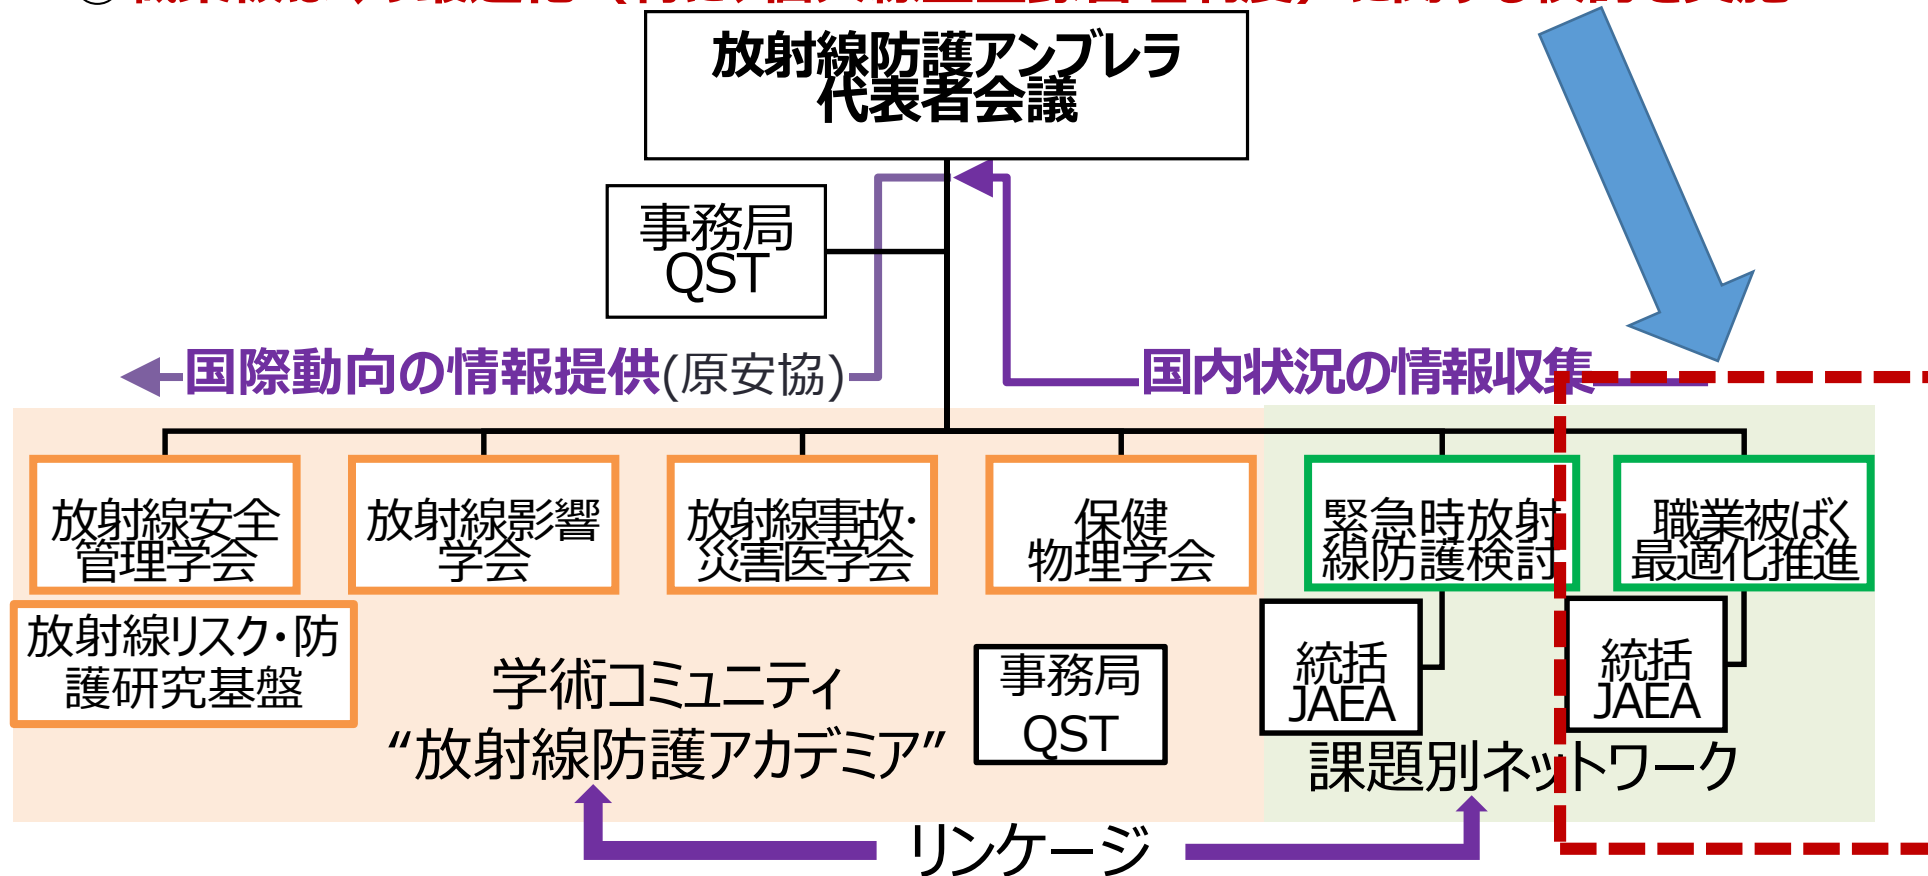 放射線防護アンブレラ
代表者会議
事務局
QST
国際動向の情報提供(原安協)
国内状況の情報収集
放射線安全
管理学会
放射線影響
学会
放射線事故・
災害医学会
保健
物理学会
緊急時放射
線防護検討
職業被ばく
最適化推進
放射線リスク・防
護研究基盤
学術コミュニティ
“放射線防護アカデミア”
事務局
QST
統括
JAEA
統括
JAEA
課題別ネットワーク
リンケージ